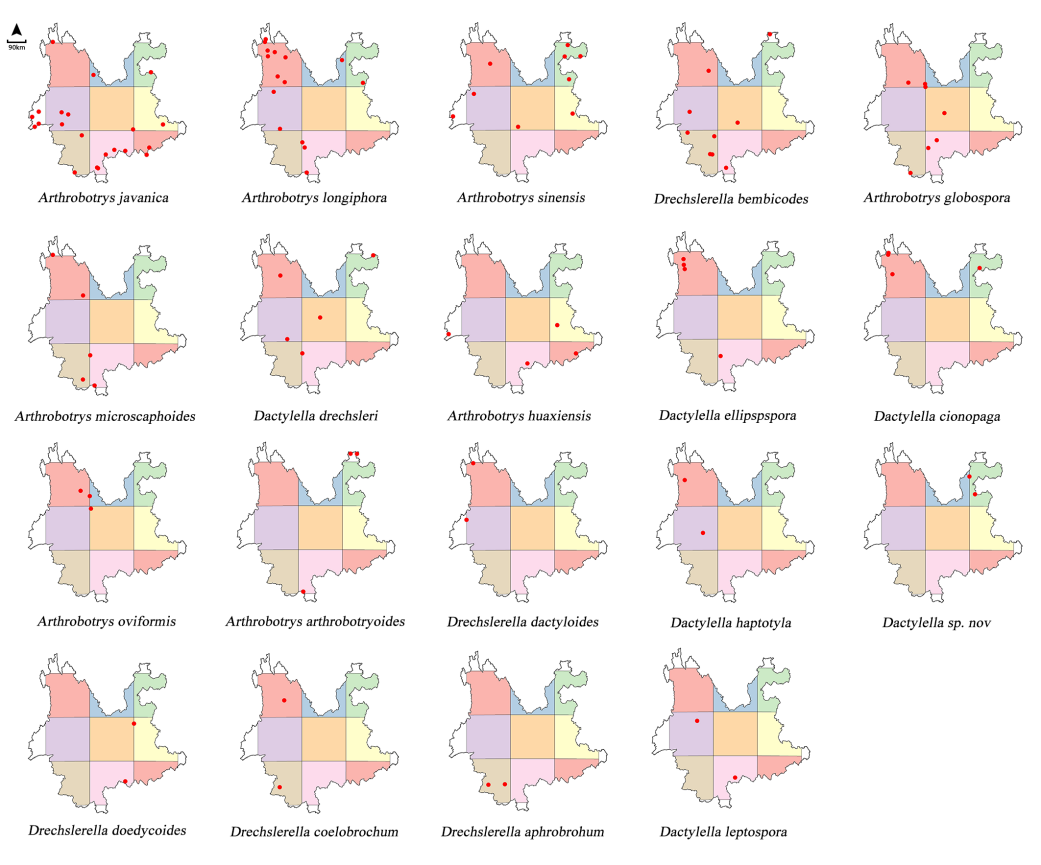 90km
Arthrobotrys javanica
Arthrobotrys longiphora
Arthrobotrys sinensis
Drechslerella bembicodes
Arthrobotrys globospora
Arthrobotrys microscaphoides
Dactylella drechsleri
Arthrobotrys huaxiensis
Dactylella ellipspspora
Dactylella cionopaga
Arthrobotrys oviformis
Arthrobotrys arthrobotryoides
Drechslerella dactyloides
Dactylella haptotyla
Dactylella sp. nov
Drechslerella doedycoides
Drechslerella coelobrochum
Drechslerella aphrobrohum
Dactylella leptospora